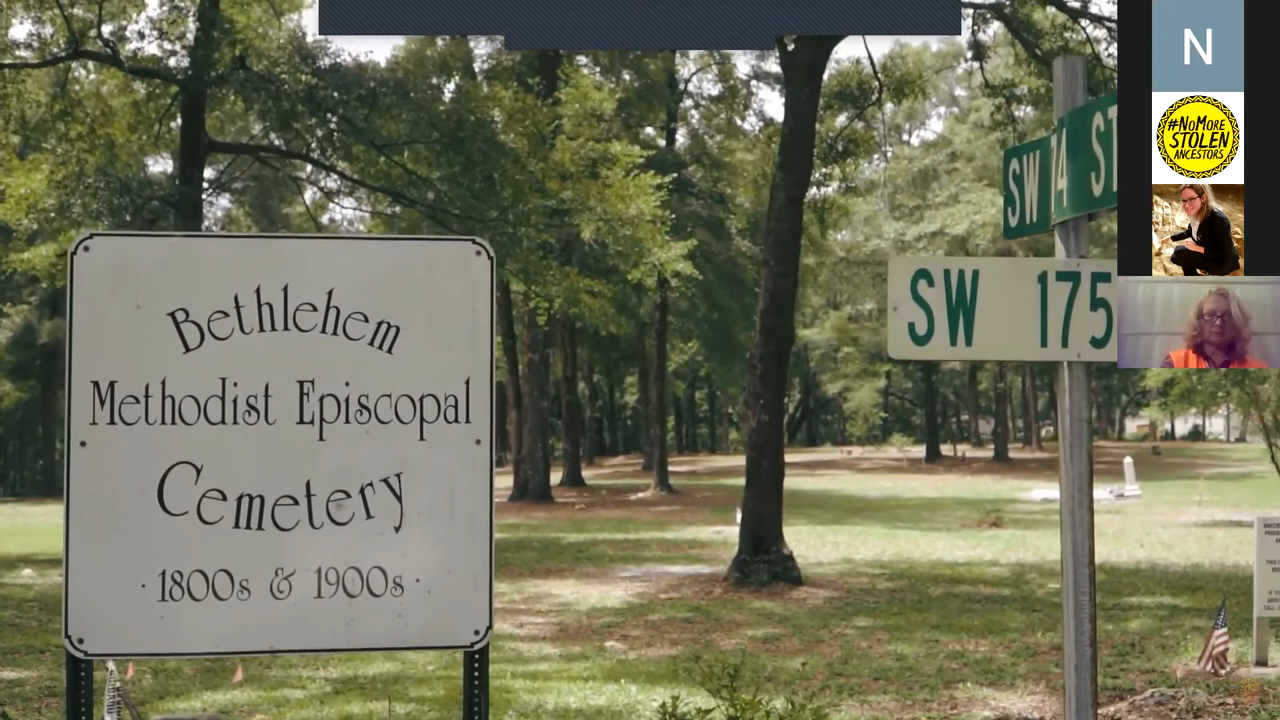 Bethlehem
Methodist Episcopal
Cemetery
· 1800s & 1900s ·
SW 74 ST
SW 175
N
#NoMore
STOLEN
ANCESTORS